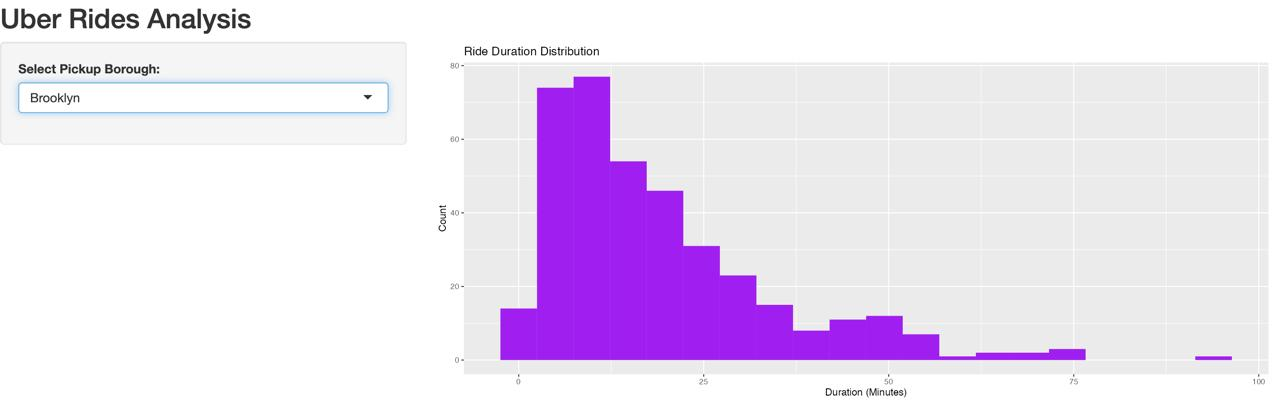 Uber Rides Analysis
Select Pickup Borough:
Brooklyn
Ride Duration Distribution
80
60
40
20
0
Count
0 25 50 75 100
Duration (Minutes)